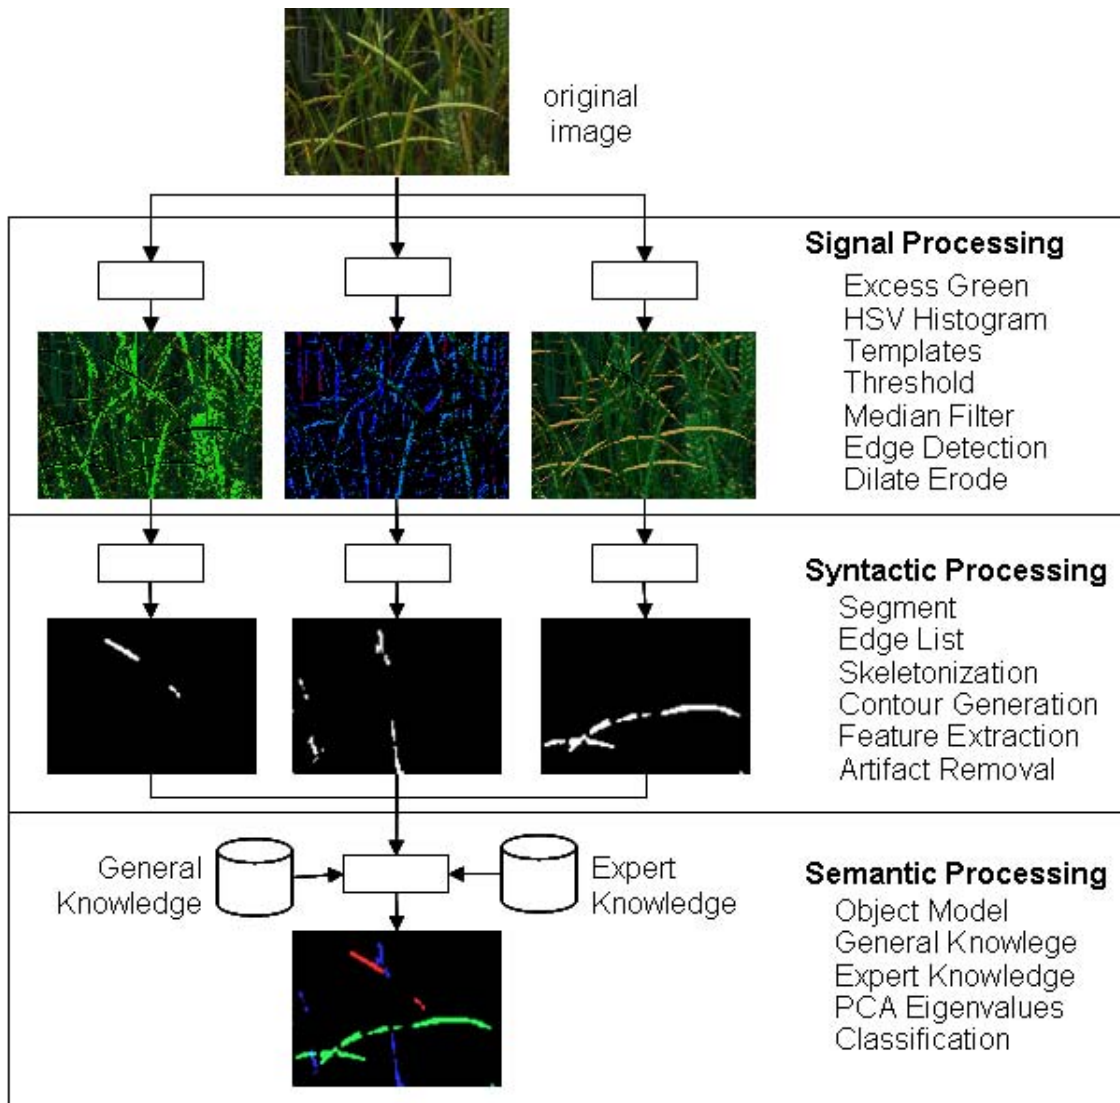 original
image
Signal Processing
Excess Green
HSV Histogram
Templates
Threshold
Median Filter
Edge Detection
Dilate Erode
Syntactic Processing
Segment
Edge List
Skeletonization
Contour Generation
Feature Extraction
Artifact Removal
General
Knowledge
Expert
Knowledge
Semantic Processing
Object Model
General Knowlege
Expert Knowledge
PCA Eigenvalues
Classification